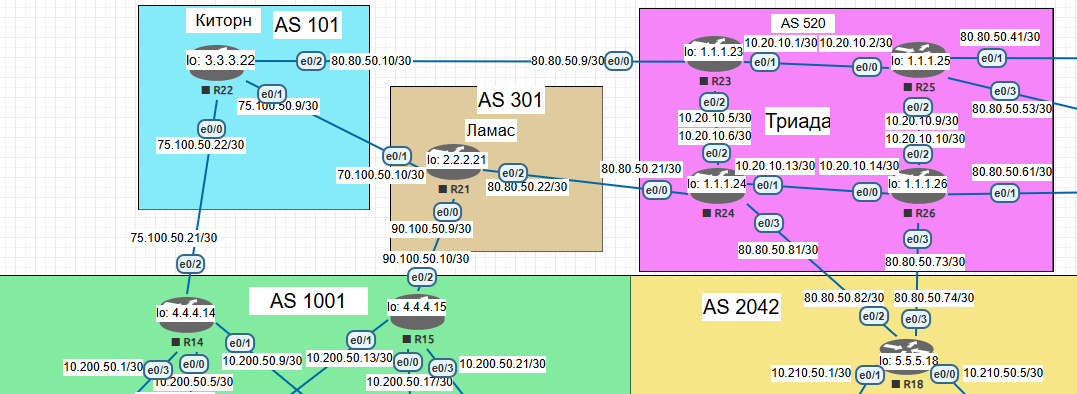 Киторн
AS 101
lo: 3.3.3.22
R22
e0/2
80.80.50.10/30
e0/1
75.100.50.9/30
e0/0
75.100.50.22/30
AS 301
Ламас
e0/1
70.100.50.10/30
lo: 2.2.2.21
R21
e0/2
80.80.50.22/30
e0/0
90.100.50.9/30
AS 520
80.80.50.9/30
e0/0
lo: 1.1.1.23
R23
10.20.10.1/30
e0/1
10.20.10.2/30
e0/0
lo: 1.1.1.25
R25
80.80.50.41/30
e0/1
e0/3
80.80.50.53/30
e0/2
10.20.10.5/30
10.20.10.6/30
e0/2
Триада
e0/2
10.20.10.9/30
10.20.10.10/30
e0/2
80.80.50.21/30
e0/0
lo: 1.1.1.24
R24
10.20.10.13/30
e0/1
10.20.10.14/30
e0/0
lo: 1.1.1.26
R26
80.80.50.61/30
e0/1
e0/3
80.80.50.81/30
e0/3
80.80.50.73/30
75.100.50.21/30
e0/2
AS 1001
90.100.50.10/30
e0/2
lo: 4.4.4.14
R14
e0/1
10.200.50.9/30
10.200.50.1/30
e0/3
e0/0
10.200.50.5/30
lo: 4.4.4.15
R15
e0/1
10.200.50.13/30
e0/0
10.200.50.17/30
e0/3
10.200.50.21/30
AS 2042
80.80.50.82/30
e0/2
80.80.50.74/30
e0/3
lo: 5.5.5.18
R18
10.210.50.1/30
e0/1
e0/0
10.210.50.5/30